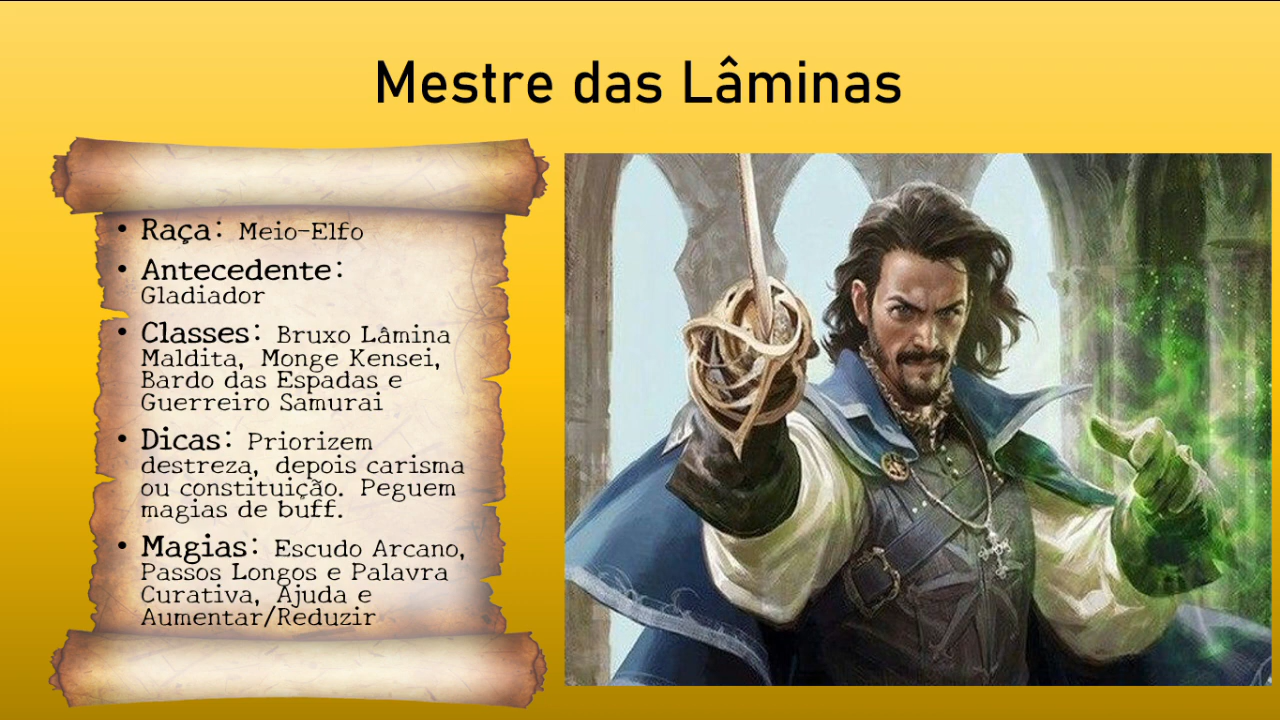 Mestre das Lâminas
• Raça: Meio-Elfo
• Antecedente:
Gladiador
• Classes: Bruxo Lâmina
Maldita, Monge Kensei,
Bardo das Espadas e
Guerreiro Samurai
• Dicas: Priorizem
destreza, depois carisma
ou constituição. Peguem
magias de buff.
• Magias: Escudo Arcano,
Passos Longos e Palavra
Curativa, Ajuda e
Aumentar/Reduzir